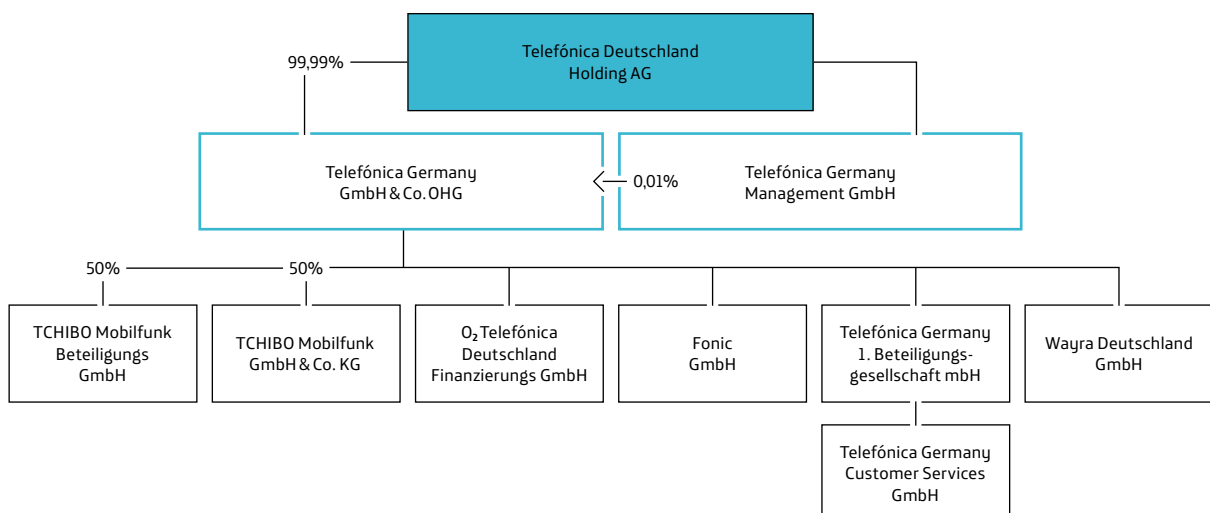 Telefónica Deutschland
Holding AG
99,99%
Telefónica Germany
GmbH & Co. OHG
0,01%
Telefónica Germany
Management GmbH
50%
50%
TCHIBO Mobilfunk
Beteiligungs
GmbH
TCHIBO Mobilfunk
GmbH & Co. KG
O₂ Telefónica
Deutschland
Finanzierungs GmbH
Fonic
GmbH
Telefónica Germany
1. Beteiligungs-
gesellschaft mbH
Wayra Deutschland
GmbH
Telefónica Germany
Customer Services
GmbH